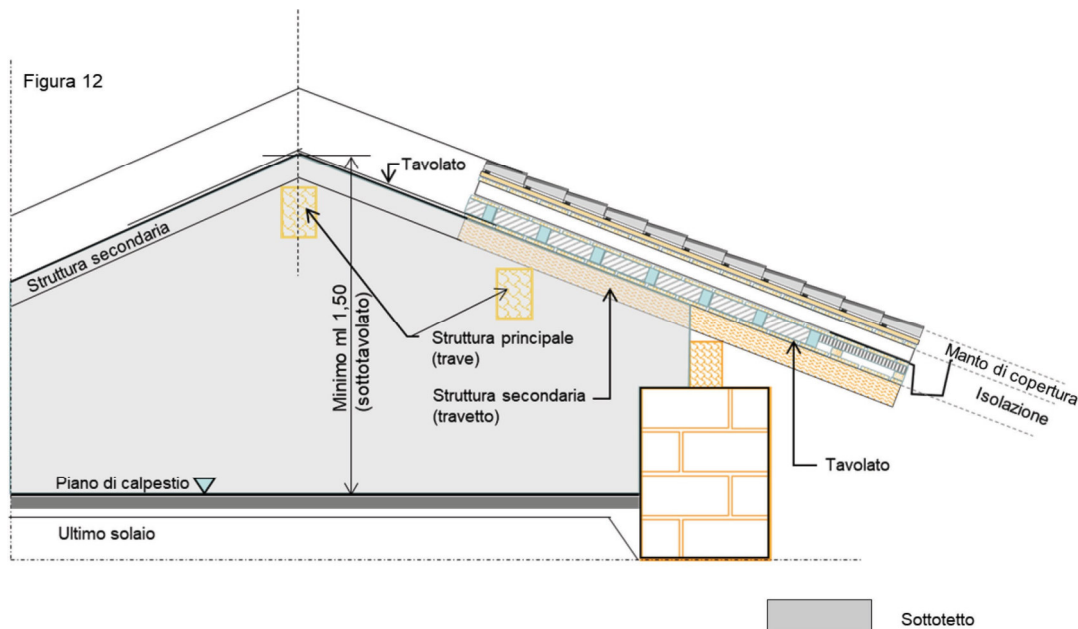 Figura 12
Tavolato
Struttura secondaria
Minimo ml 1,50
(sottotavolato)
Struttura principale
(trave)
Struttura secondaria
(travetto)
Manto di copertura
Isolazione
Tavolato
Piano di calpestio
Ultimo solaio
Sottotetto